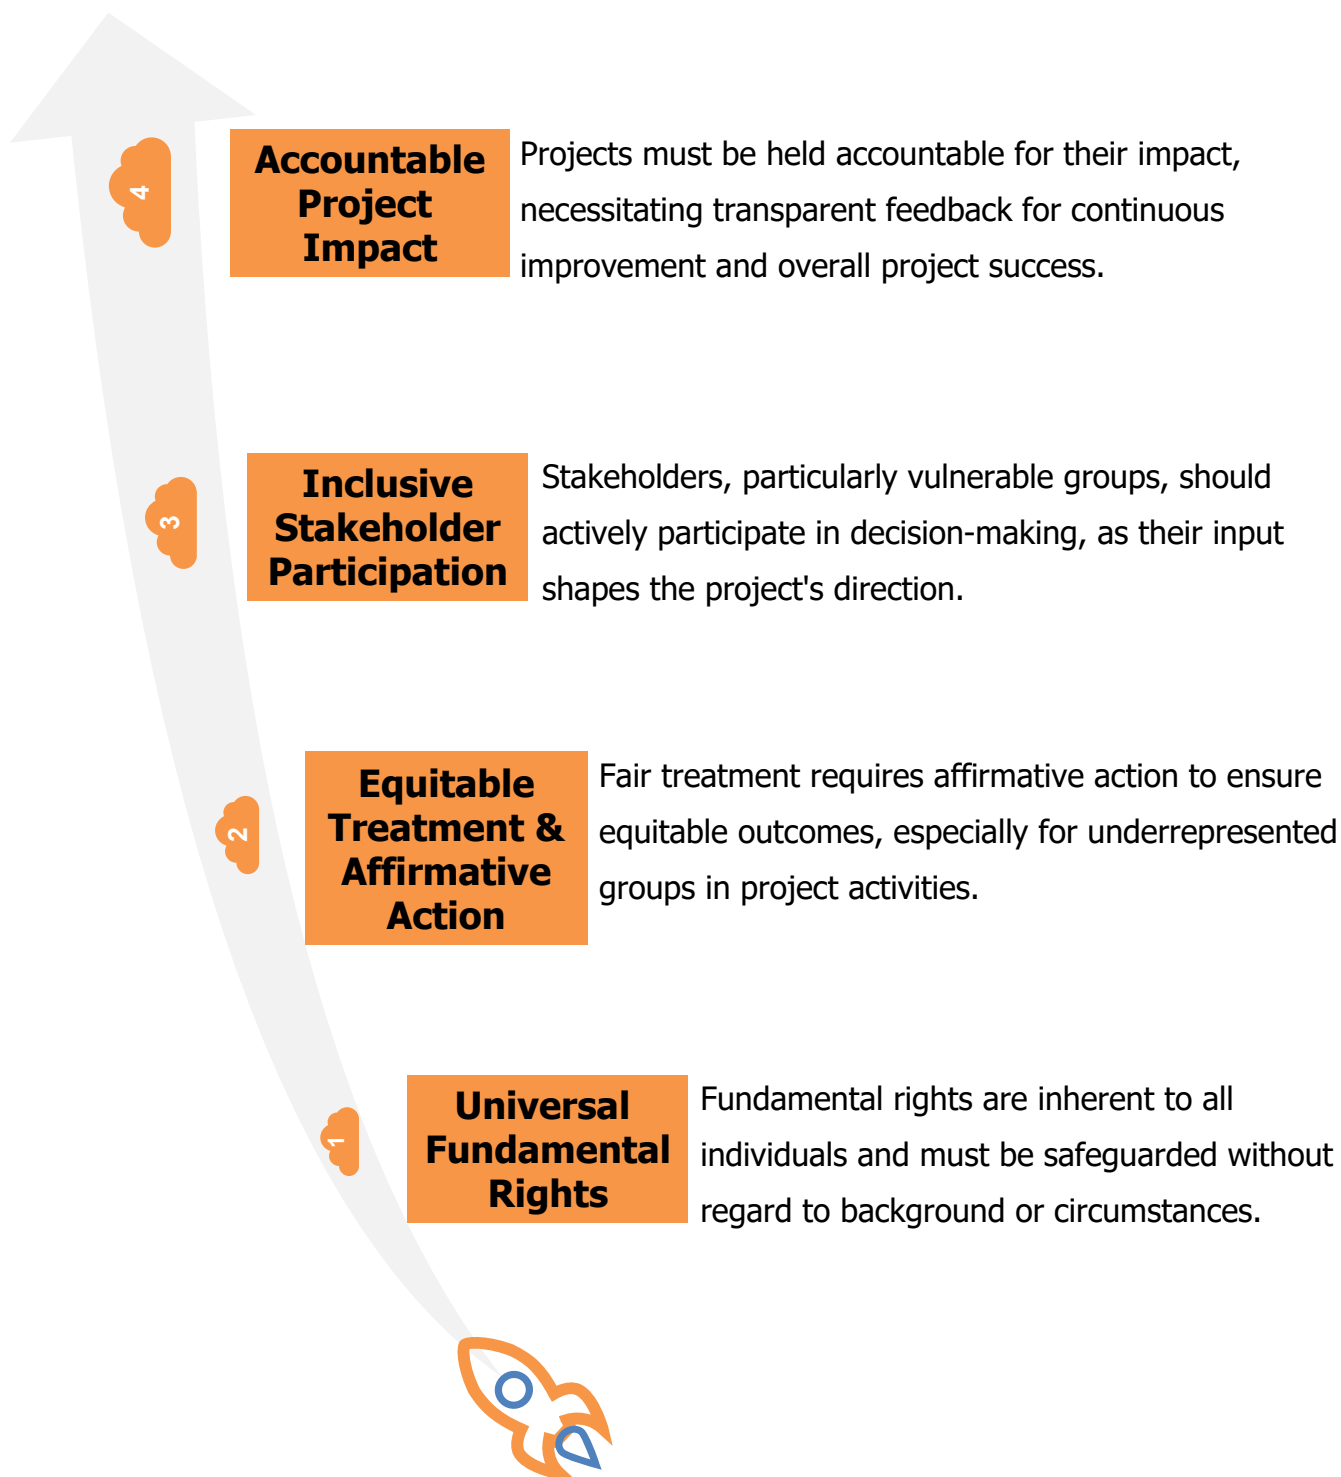 4
Accountable
Project
Impact
Projects must be held accountable for their impact,
necessitating transparent feedback for continuous
improvement and overall project success.
3
Inclusive
Stakeholder
Participation
Stakeholders, particularly vulnerable groups, should
actively participate in decision-making, as their input
shapes the project's direction.
2
Equitable
Treatment &
Affirmative
Action
Fair treatment requires affirmative action to ensure
equitable outcomes, especially for underrepresented
groups in project activities.
1
Universal
Fundamental
Rights
Fundamental rights are inherent to all
individuals and must be safeguarded without
regard to background or circumstances.